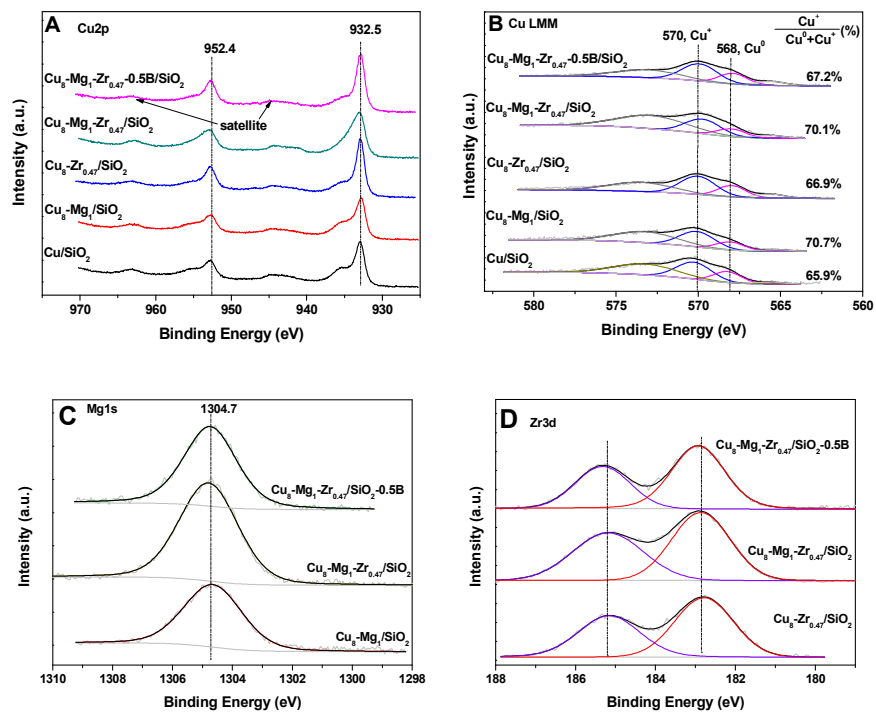 A
Cu2p
932.5
952.4
Cu8-Mg1-Zr0.47-0.5B/SiO2
satellite
Cu8-Mg1-Zr0.47/SiO2
Cu8-Zr0.47/SiO2
Cu8-Mg1/SiO2
Cu/SiO2
Intensity (a.u.)
970 960 950 940 930
Binding Energy (eV)
B
Cu LMM
570, Cu+
568, Cu0
Cu+
Cu0+Cu+
(%)
Cu8-Mg1-Zr0.47-0.5B/SiO2
67.2%
Cu8-Mg1-Zr0.47/SiO2
70.1%
Cu8-Zr0.47/SiO2
66.9%
Cu8-Mg1/SiO2
70.7%
Cu/SiO2
65.9%
Intensity (a.u.)
580 575 570 565 560
Binding Energy (eV)
C
Mg1s
1304.7
Cu8-Mg1-Zr0.47/SiO2-0.5B
Cu8-Mg1-Zr0.47/SiO2
Cu8-Mg1/SiO2
Intensity (a.u.)
1310 1308 1306 1304 1302 1300 1298
Binding Energy (eV)
D
Zr3d
Cu8-Mg1-Zr0.47/SiO2-0.5B
Cu8-Mg1-Zr0.47/SiO2
Cu8-Zr0.47/SiO2
Intensity (a.u.)
188 186 184 182 180
Binding Energy (eV)